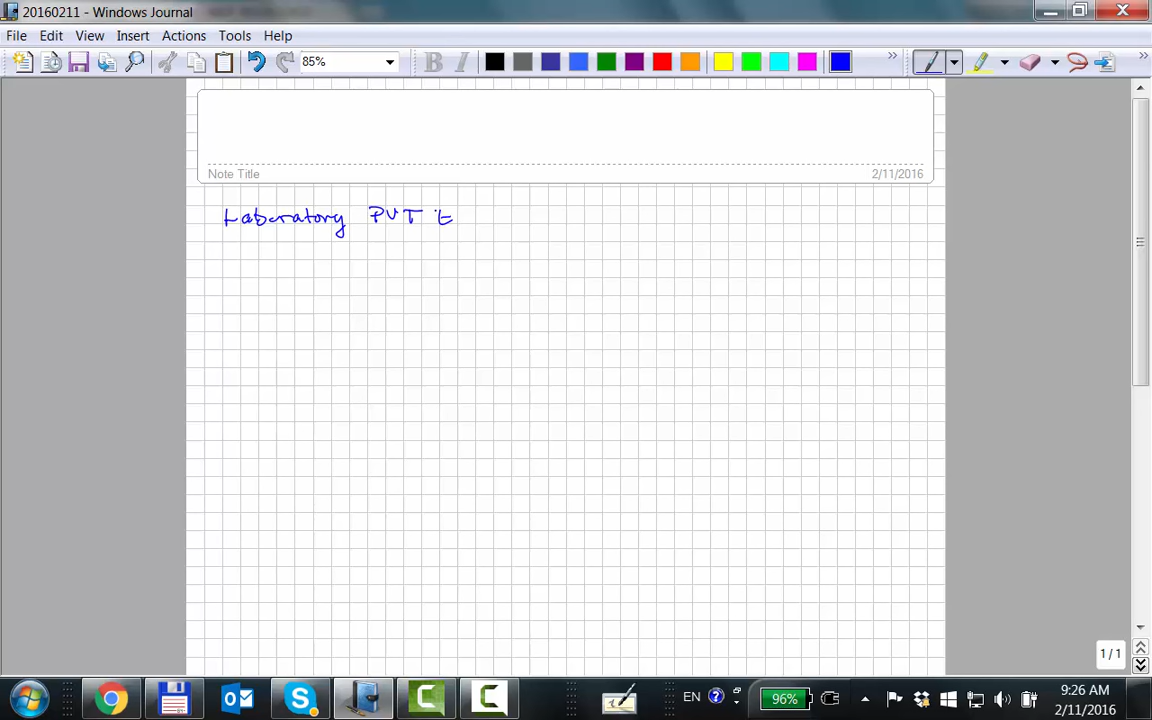 20160211 - Windows Journal
File Edit View Insert Actions Tools Help
85%
B I
Note Title
2/11/2016
Laboratory PVT E
1 / 1
EN
96%
9:26 AM
2/11/2016